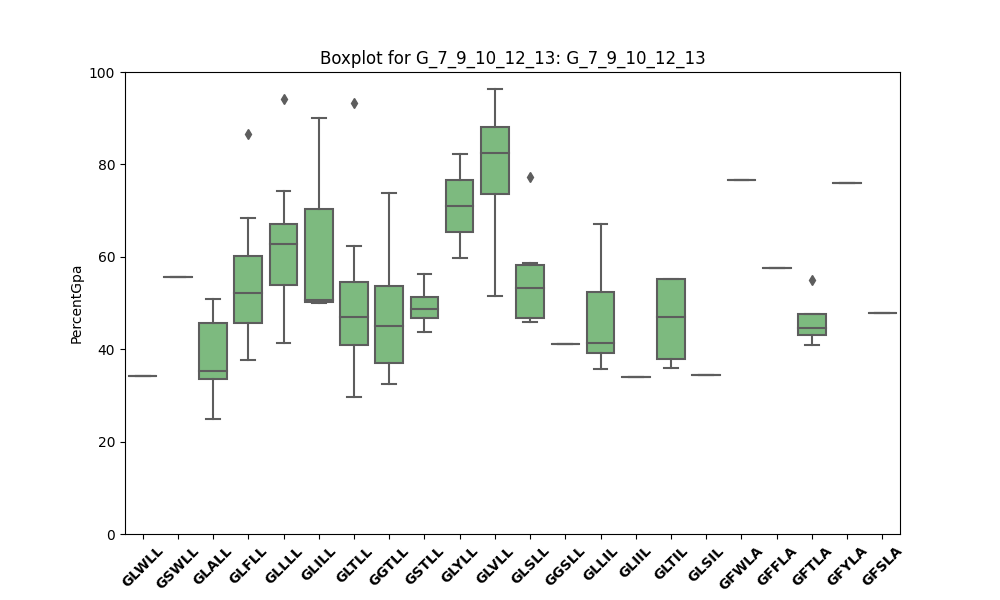 Boxplot for G_7_9_10_12_13: G_7_9_10_12_13
100
80
60
40
20
0
PercentGpa
GLWLL GSWLL GLALL GLFLL GLLLL GLILL GLTLL GGTLL GSTLL GLYLL GLVLL GLSLL GGSLL GLLIL GLIIL GLTIL GLSIL GFWLA GFFLA GFTLA GFYLA GFSLA